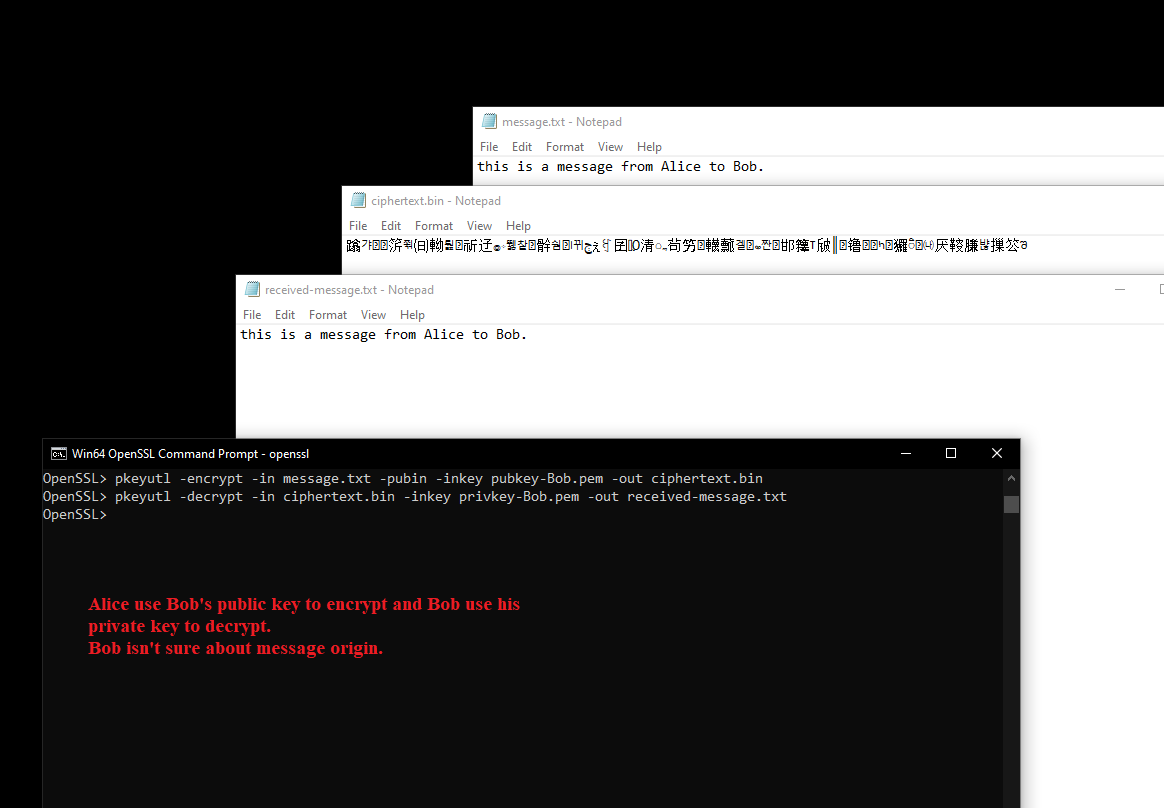 message.txt - Notepad
File Edit Format View Help
this is a message from Alice to Bob.
ciphertext.bin - Notepad
File Edit Format View Help
received-message.txt - Notepad
File Edit Format View Help
this is a message from Alice to Bob.
Win64 OpenSSL Command Prompt - openssl
OpenSSL> pkeyutl -encrypt -in message.txt -pubin -inkey pubkey-Bob.pem -out ciphertext.bin
OpenSSL> pkeyutl -decrypt -in ciphertext.bin -inkey privkey-Bob.pem -out received-message.txt
OpenSSL>
Alice use Bob's public key to encrypt and Bob use his
private key to decrypt.
Bob isn't sure about message origin.